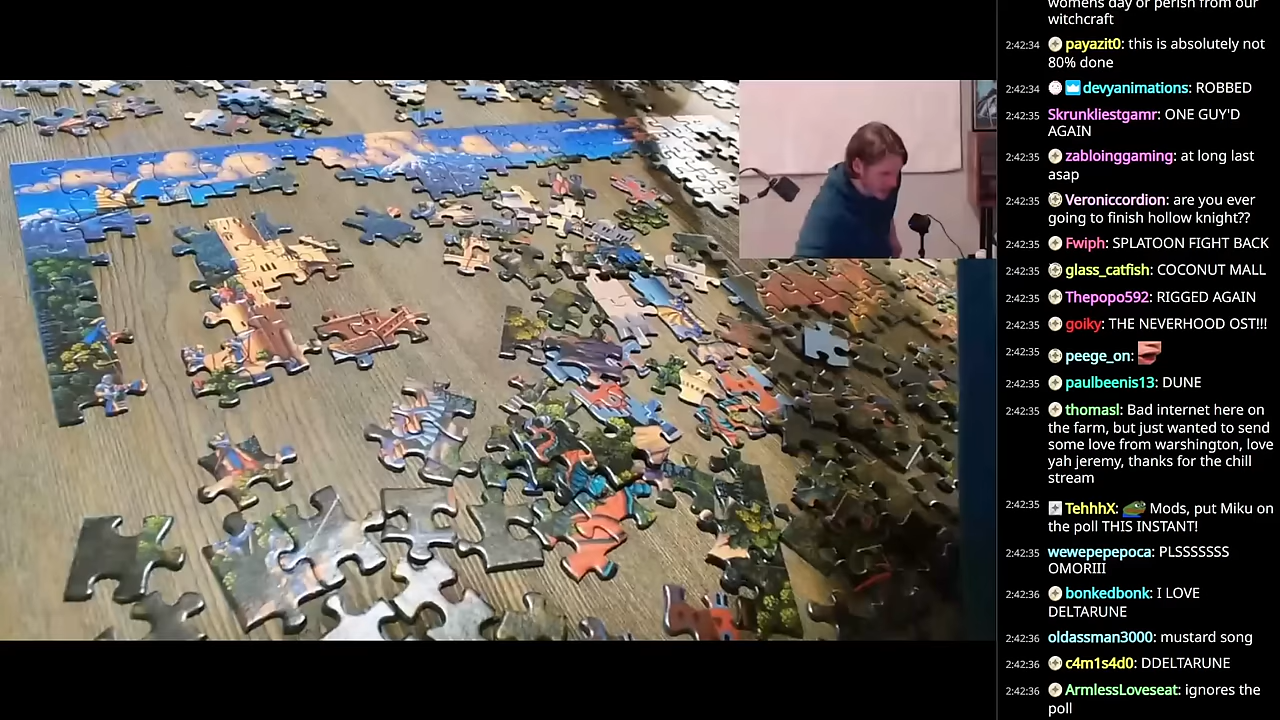 womens day or perish from our
witchcraft
2:42:34 payazit0: this is absolutely not
80% done
2:42:34 devyanimations: ROBBED
2:42:35 Skrunkliestgamr: ONE GUY'D
AGAIN
2:42:35 zabloinggaming: at long last
asap
2:42:35 Veroniccordion: are you ever
going to finish hollow knight??
2:42:35 Fwiph: SPLATOON FIGHT BACK
2:42:35 glass_catfish: COCONUT MALL
2:42:35 Thepopo592: RIGGED AGAIN
2:42:35 goiky: THE NEVERHOOD OST!!!
2:42:35 peege_on:
2:42:35 paulbeenis13: DUNE
2:42:35 thomasl: Bad internet here on
the farm, but just wanted to send
some love from warshington, love
yah jeremy, thanks for the chill
stream
2:42:35 TehhhX: Mods, put Miku on
the poll THIS INSTANT!
2:42:35 wewepepepoca: PLSSSSSSS
OMORIII
2:42:36 bonkedbonk: I LOVE
DELTARUNE
2:42:36 oldassman3000: mustard song
2:42:36 c4m1s4d0: DDELTARUNE
2:42:36 ArmlessLoveseat: ignores the
poll